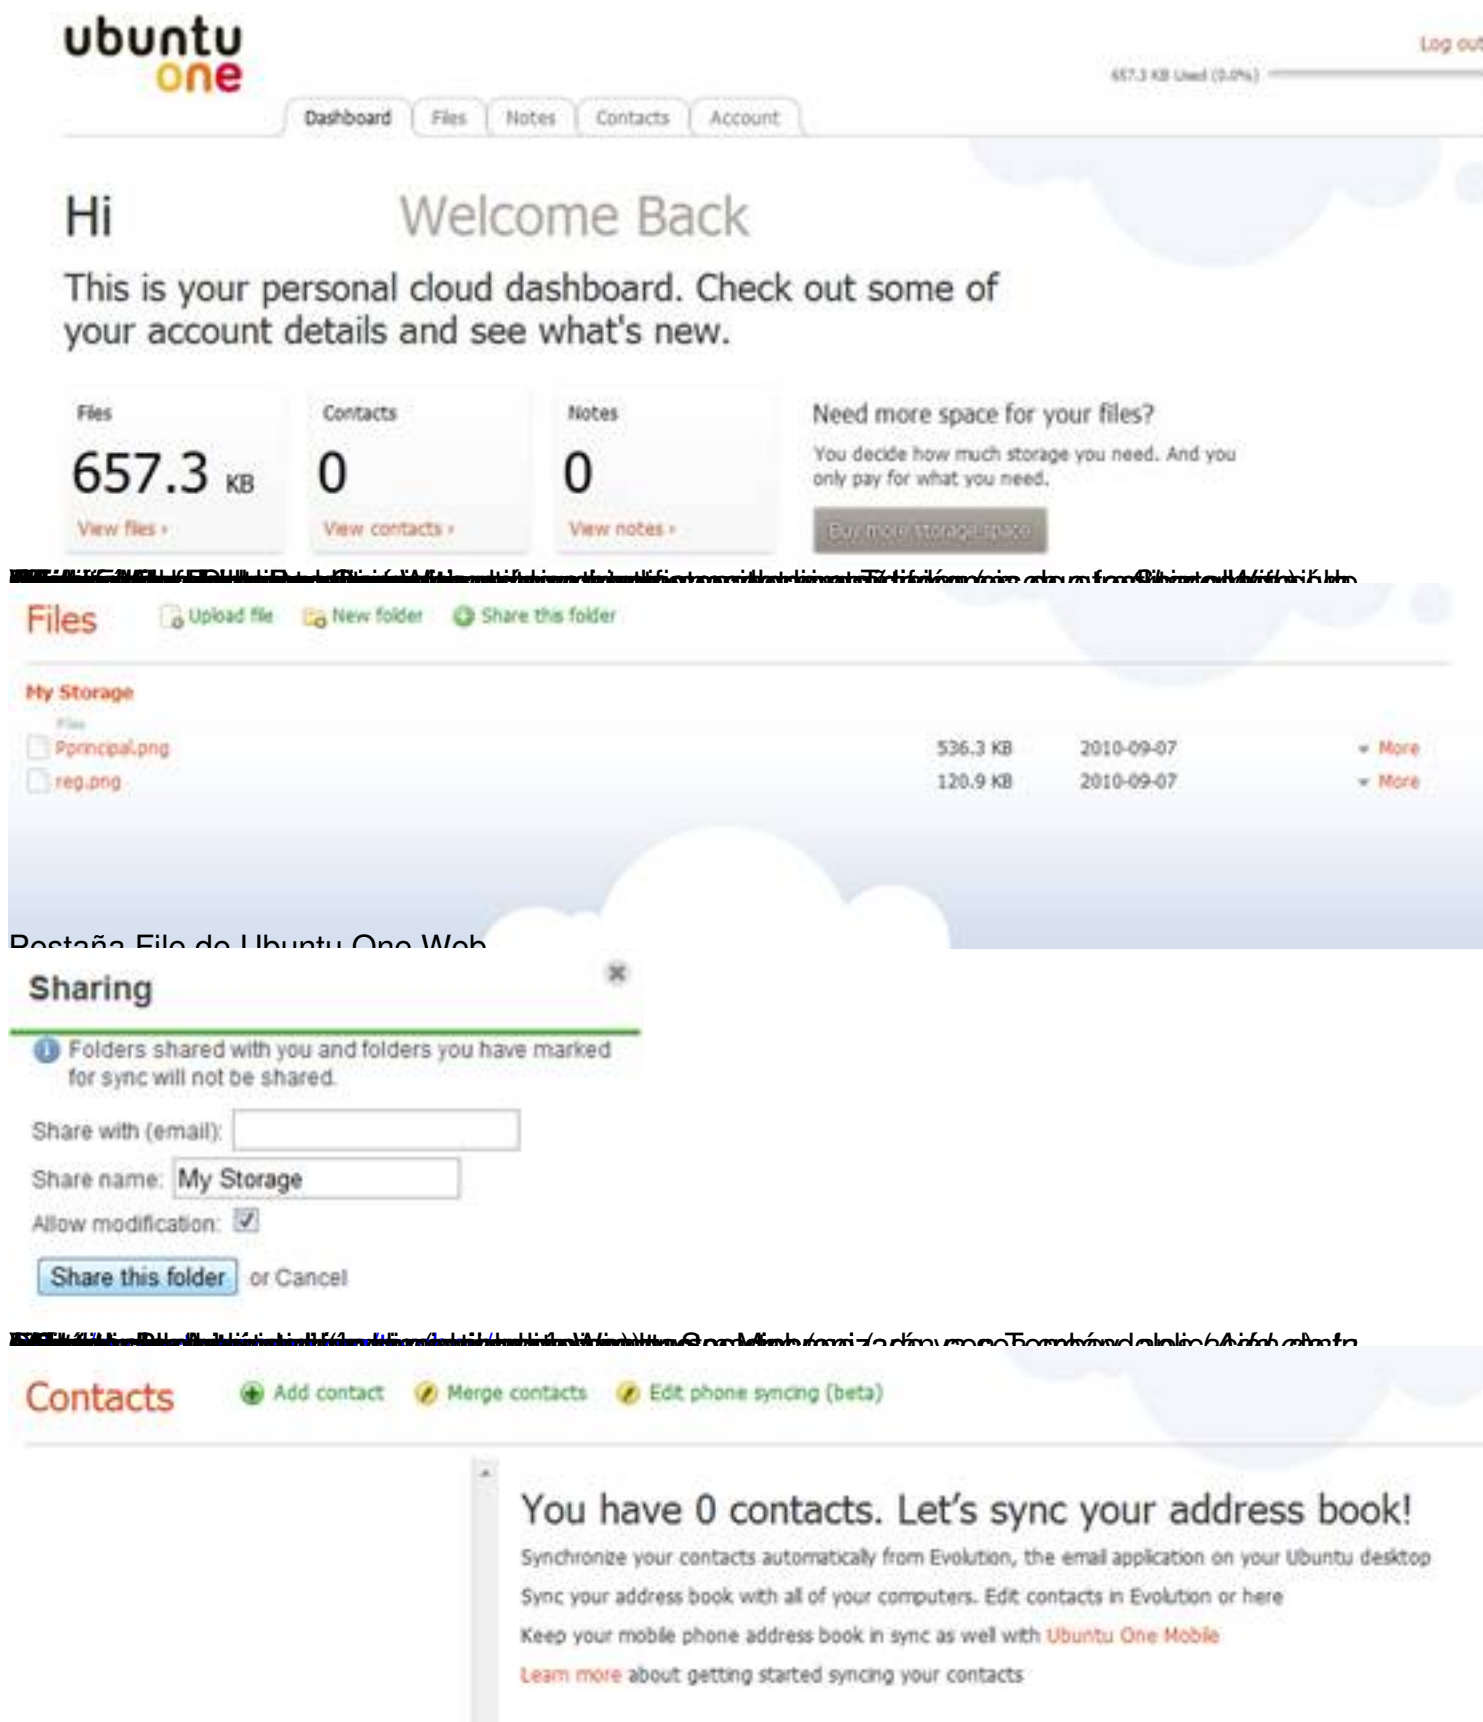 ubuntu
one
Log out
657.3 KB Used (0.0%)
Dashboard Files Notes Contacts Account
Hi Welcome Back
This is your personal cloud dashboard. Check out some of
your account details and see what's new.
Files
657.3 KB
View files ›
Contacts
0
View contacts ›
Notes
0
View notes ›
Need more space for your files?
You decide how much storage you need. And you
only pay for what you need.
Buy more storage space
Files Upload file New folder Share this folder
My Storage
Files
Pprincipal.png 536.3 KB 2010-09-07 More
reg.png 120.9 KB 2010-09-07 More
Pestaña File de Ubuntu One Web
Sharing
Folders shared with you and folders you have marked
for sync will not be shared.
Share with (email):
Share name: My Storage
Allow modification:
Share this folder or Cancel
Contacts Add contact Merge contacts Edit phone syncing (beta)
You have 0 contacts. Let's sync your address book!
Synchronize your contacts automatically from Evolution, the email application on your Ubuntu desktop
Sync your address book with all of your computers. Edit contacts in Evolution or here
Keep your mobile phone address book in sync as well with Ubuntu One Mobile
Learn more about getting started syncing your contacts